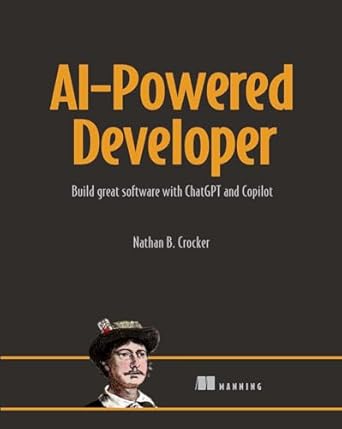 AI-Powered
Developer
Build great software with ChatGPT and Copilot
Nathan B. Crocker
MANNING